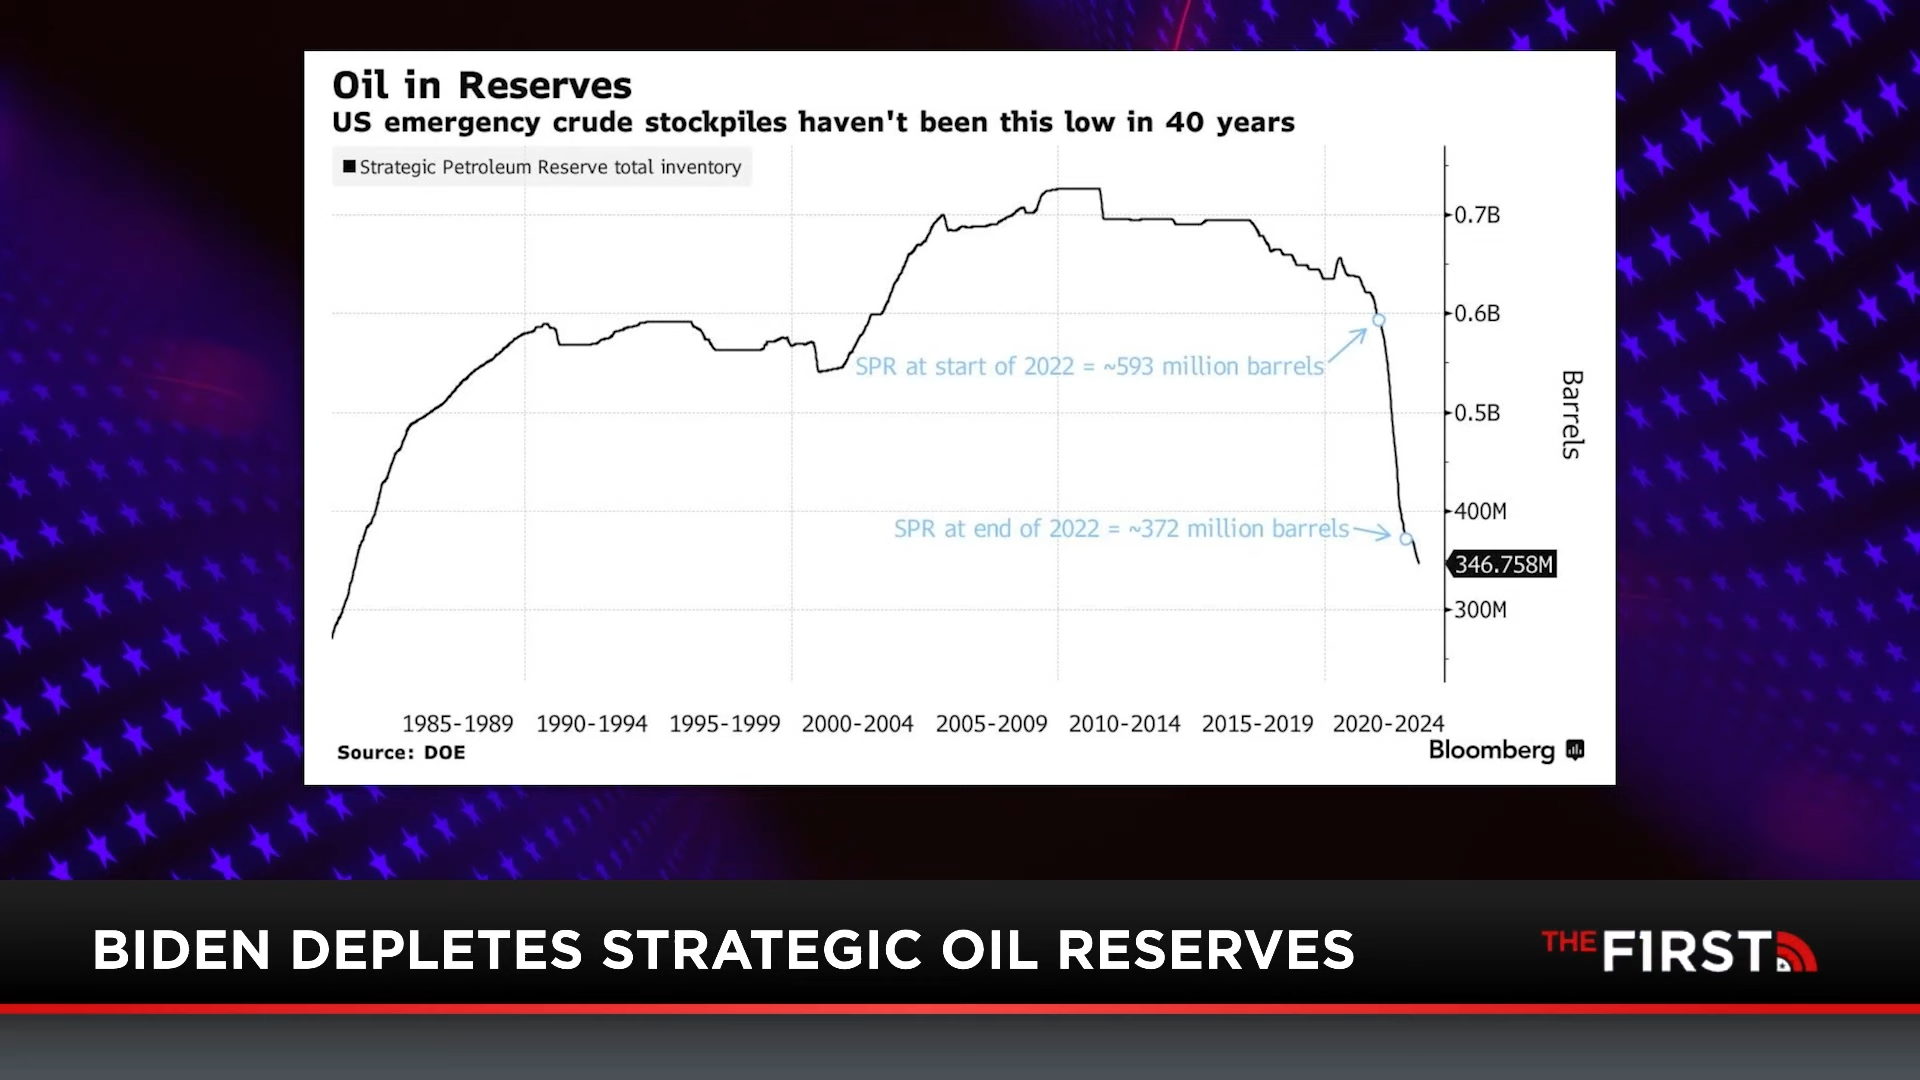 Oil in Reserves
US emergency crude stockpiles haven't been this low in 40 years
Strategic Petroleum Reserve total inventory
0.7B
0.6B
SPR at start of 2022 = ~593 million barrels
0.5B
Barrels
400M
SPR at end of 2022 = ~372 million barrels
346.758M
300M
1985-1989 1990-1994 1995-1999 2000-2004 2005-2009 2010-2014 2015-2019 2020-2024
Source: DOE
Bloomberg
BIDEN DEPLETES STRATEGIC OIL RESERVES
THE FIRST